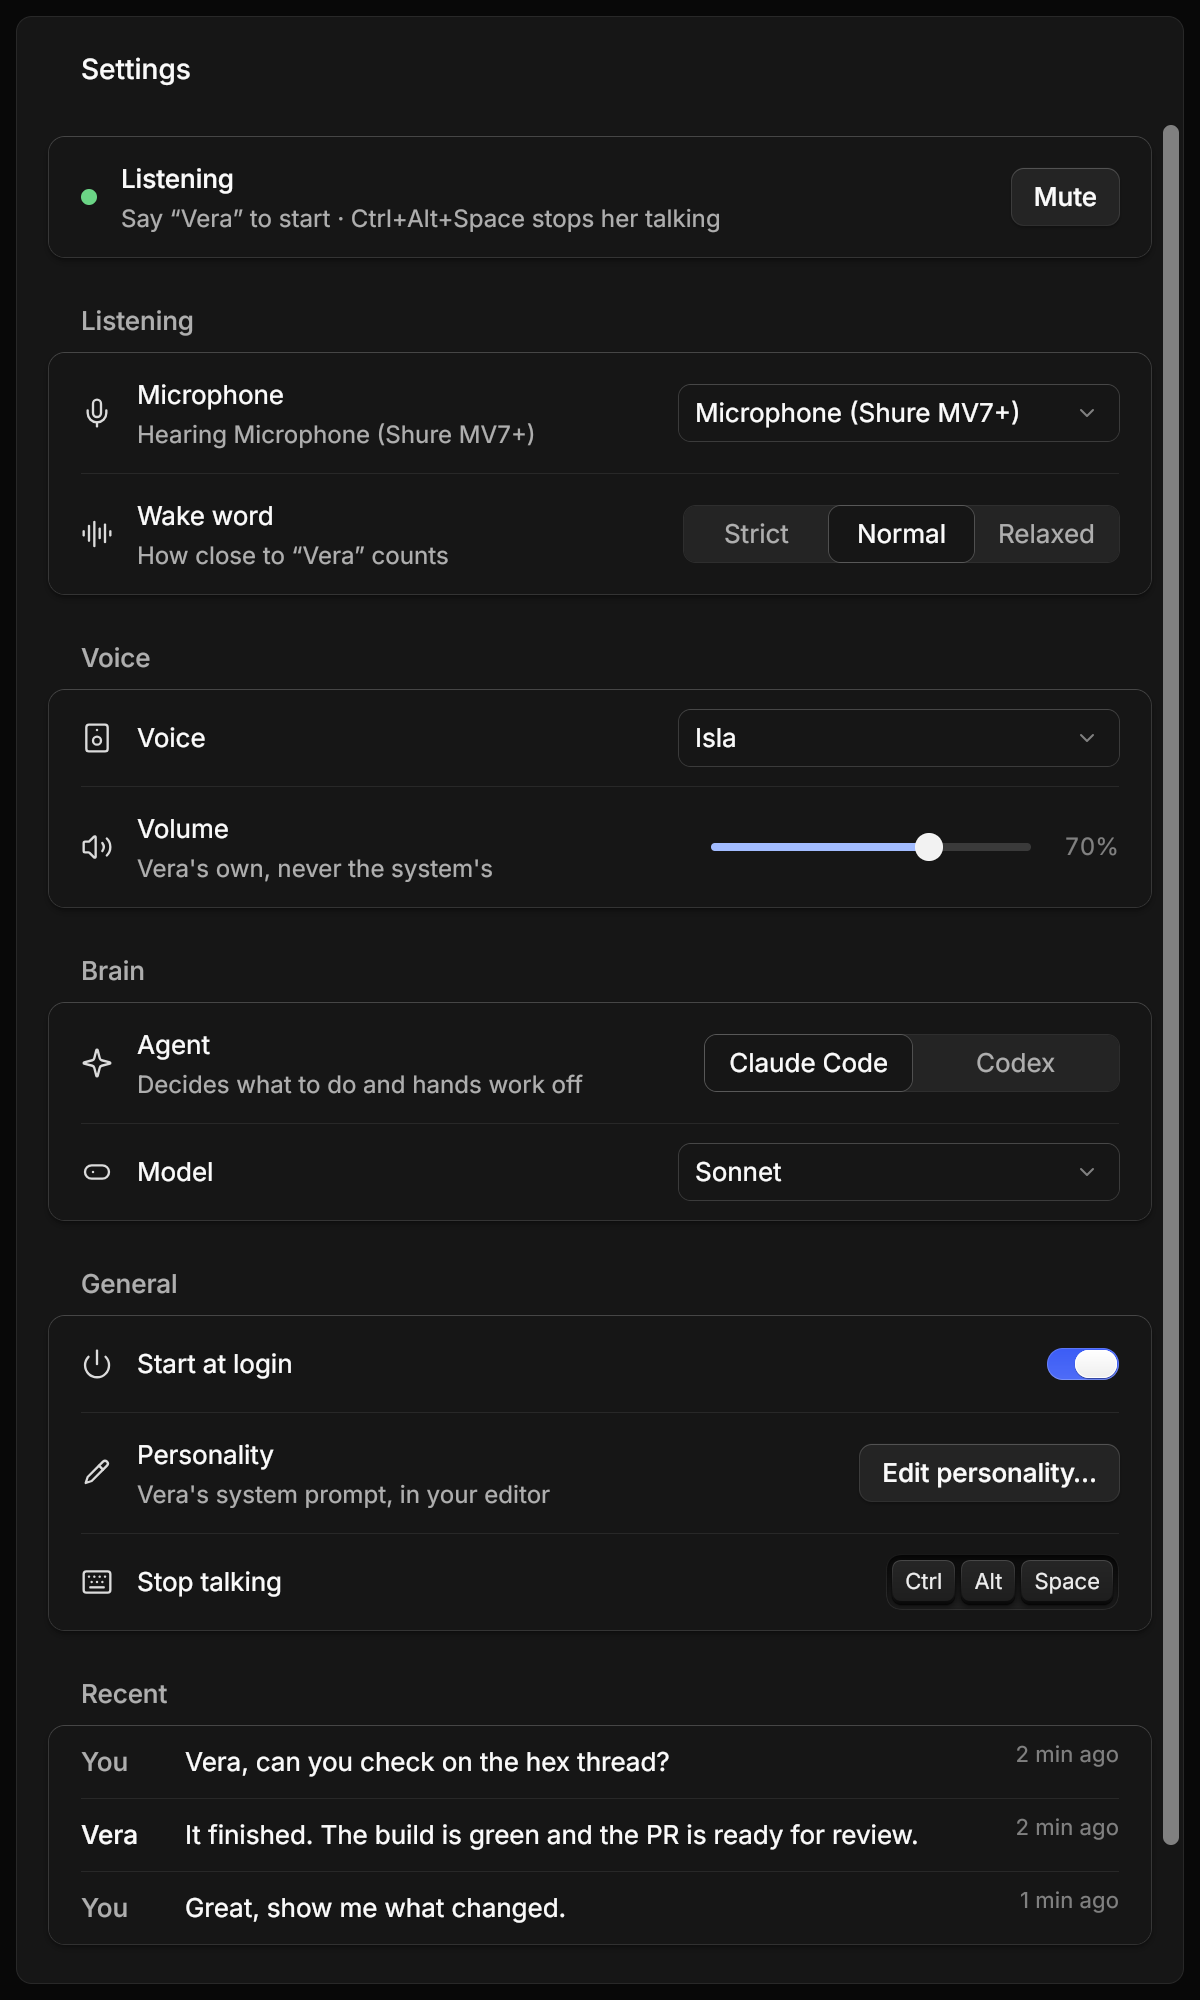 Settings
Listening
Say “Vera” to start · Ctrl+Alt+Space stops her talking
Mute
Listening
Microphone
Hearing Microphone (Shure MV7+)
Microphone (Shure MV7+)
Wake word
How close to “Vera” counts
Strict
Normal
Relaxed
Voice
Voice
Isla
Volume
Vera's own, never the system's
70%
Brain
Agent
Decides what to do and hands work off
Claude Code
Codex
Model
Sonnet
General
Start at login
Personality
Vera's system prompt, in your editor
Edit personality...
Stop talking
Ctrl Alt Space
Recent
You Vera, can you check on the hex thread? 2 min ago
Vera It finished. The build is green and the PR is ready for review. 2 min ago
You Great, show me what changed. 1 min ago